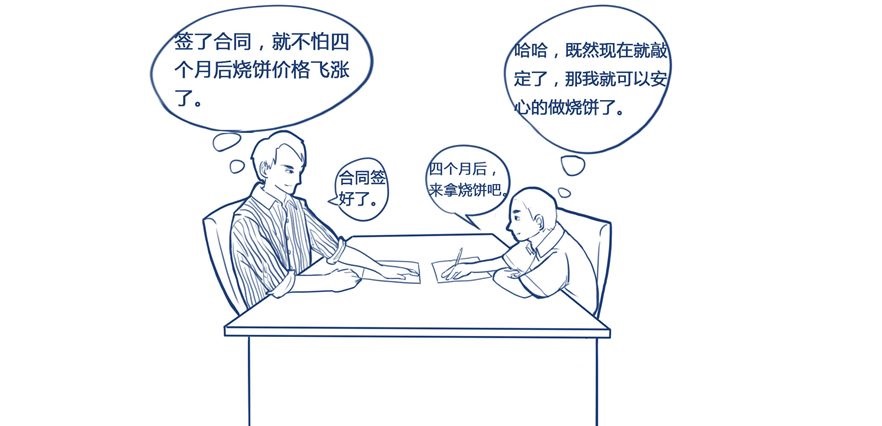 签了合同，就不怕四
个月后烧饼价格飞涨
了。
哈哈，既然现在就敲
定了，那我就可以安
心的做烧饼了。
合同签
好了。
四个月后，
来拿烧饼吧。